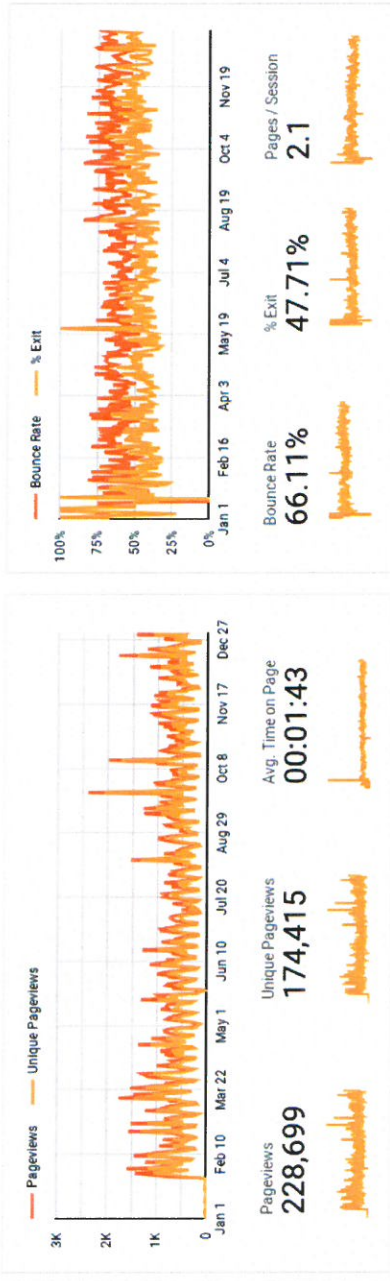 Pageviews
Unique Pageviews
3K
2K
1K
0
Jan 1
Feb 10
Mar 22
May 1
Jun 10
Jul 20
Aug 29
Oct 8
Nov 17
Dec 27
Pageviews
228,699
Unique Pageviews
174,415
Avg. Time on Page
00:01:43
Bounce Rate
% Exit
100%
75%
50%
25%
0%
Jan 1
Feb 16
Apr 3
May 19
Jul 4
Aug 19
Oct 4
Nov 19
Bounce Rate
66.11%
% Exit
47.71%
Pages / Session
2.1